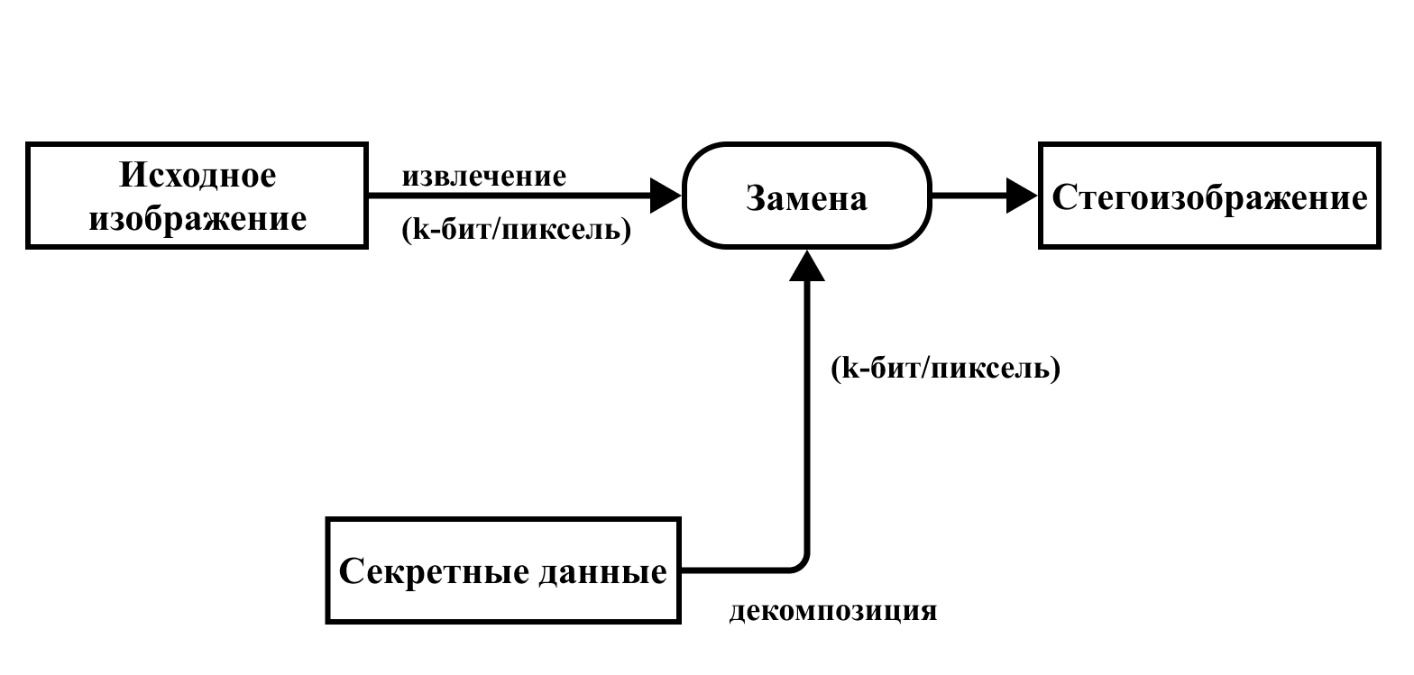 Исходное
изображение
извлечение
(k-бит/пиксель)
Замена
Стегоизображение
(k-бит/пиксель)
Секретные данные
декомпозиция